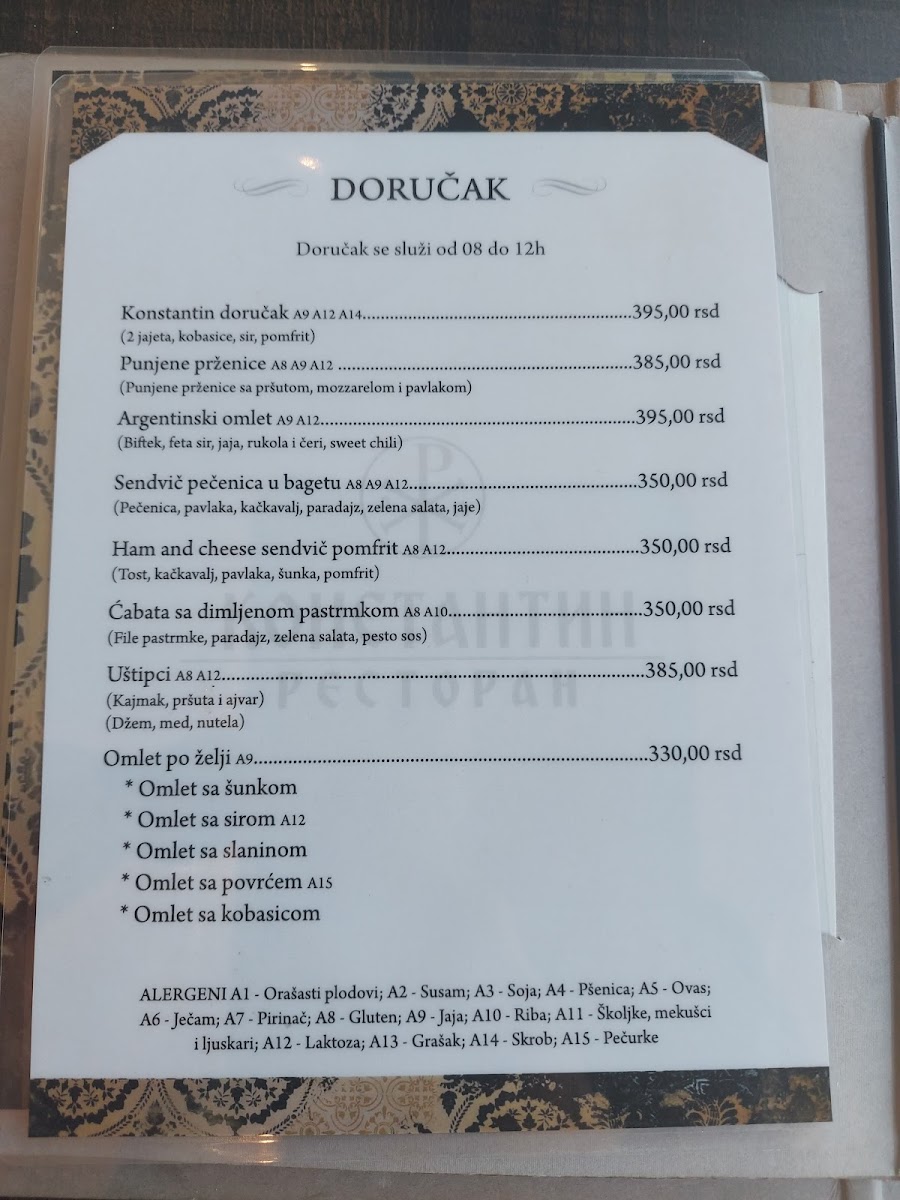 DORUČAK
Doručak se služi od 08 do 12h
Konstantin doručak A9 A12 A14......................................................395,00 rsd
(2 jajeta, kobasice, sir, pomfrit)
Punjene prženice A8 A9 A12 ...........................................................385,00 rsd
(Punjene prženice sa pršutom, mozzarelom i pavlakom)
Argentinski omlet A9 A12...............................................................395,00 rsd
(Biftek, feta sir, jaja, rukola i čeri, sweet chili)
Sendvič pečenica u bagetu A8 A9 A12..............................................350,00 rsd
(Pečenica, pavlaka, kačkavalj, paradajz, zelena salata, jaje)
Ham and cheese sendvič pomfrit A8 A12.......................................350,00 rsd
(Tost, kačkavalj, pavlaka, šunka, pomfrit)
Ćabata sa dimljenom pastrmkom A8 A10.......................................350,00 rsd
(File pastrmke, paradajz, zelena salata, pesto sos)
КОНСТАНТИН
РЕСТОРАН
Uštipci A8 A12.....................................................................................385,00 rsd
(Kajmak, pršuta i ajvar)
(Džem, med, nutela)
Omlet po želji A9...............................................................................330,00 rsd
* Omlet sa šunkom
* Omlet sa sirom A12
* Omlet sa slaninom
* Omlet sa povrćem A15
* Omlet sa kobasicom
ALERGENI A1 - Orašasti plodovi; A2 - Susam; A3 - Soja; A4 - Pšenica; A5 - Ovas;
A6 - Ječam; A7 - Pirinač; A8 - Gluten; A9 - Jaja; A10 - Riba; A11 - Školjke, mekušci
i ljuskari; A12 - Laktoza; A13 - Grašak; A14 - Skrob; A15 - Pečurke